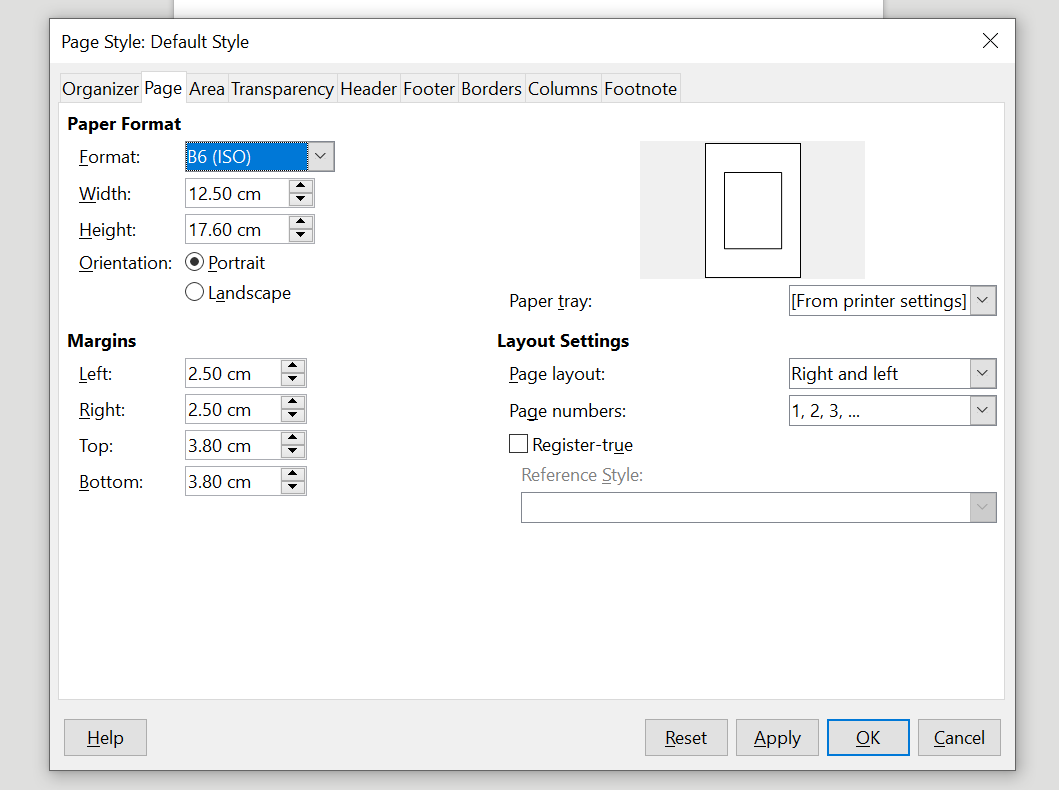 Page Style: Default Style
Organizer Page Area Transparency Header Footer Borders Columns Footnote
Paper Format
Format: B6 (ISO)
Width: 12.50 cm
Height: 17.60 cm
Orientation: Portrait
Landscape
Paper tray: [From printer settings]
Margins
Left: 2.50 cm
Right: 2.50 cm
Top: 3.80 cm
Bottom: 3.80 cm
Layout Settings
Page layout: Right and left
Page numbers: 1, 2, 3, ...
Register-true
Reference Style:
Help Reset Apply OK Cancel